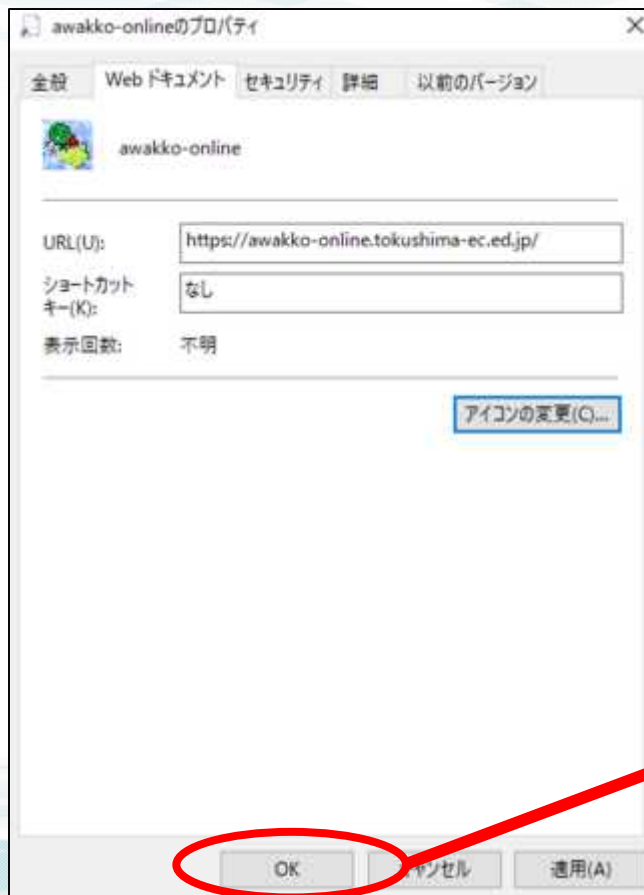 awakko-onlineのプロパティ
全般 Web ドキュメント セキュリティ 詳細 以前のバージョン
awakko-online
URL(U): https://awakko-online.tokushima-ec.ed.jp/
ショートカット
キー(K): なし
表示回数: 不明
アイコンの変更(C)...
OK キャンセル 適用(A)